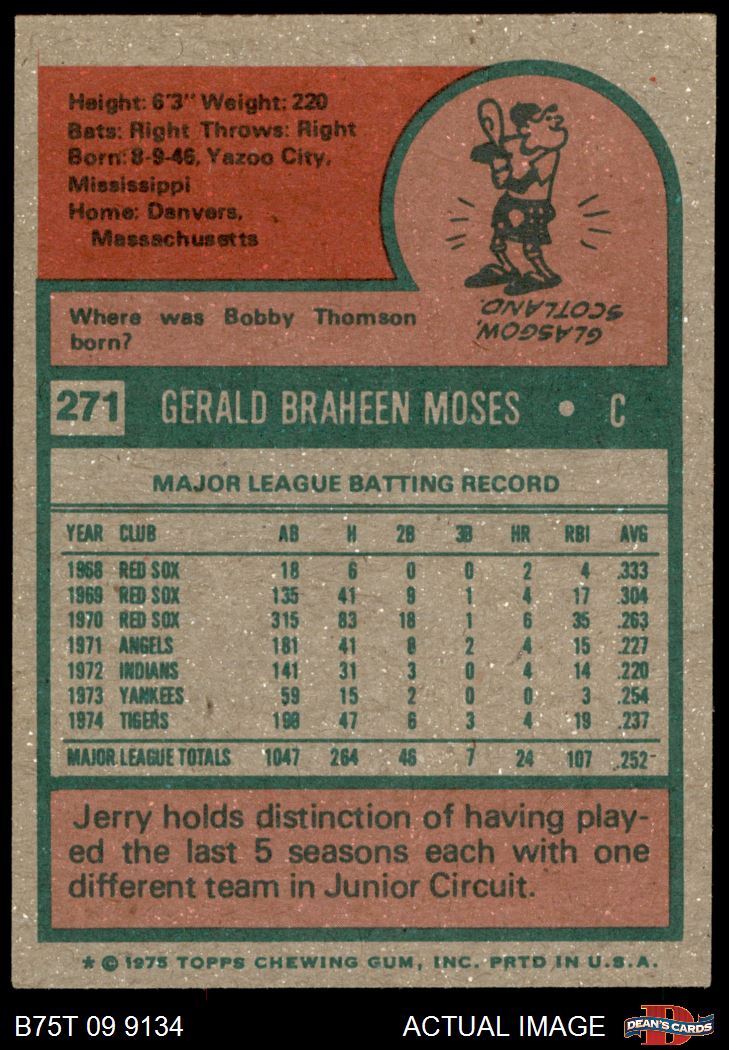 Height: 6'3" Weight: 220
Bats: Right Throws: Right
Born: 8-9-46, Yazoo City,
Mississippi
Home: Danvers,
Massachusetts
Where was Bobby Thomson
born?
GLASGOW,
SCOTLAND.
271 GERALD BRAHEEN MOSES • C
MAJOR LEAGUE BATTING RECORD
YEAR CLUB AB H 2B 3B HR RBI AVG
1968 RED SOX 18 6 0 0 2 4 .333
1969 RED SOX 135 41 9 1 4 17 .304
1970 RED SOX 315 83 18 1 6 35 .263
1971 ANGELS 181 41 8 2 4 15 .227
1972 INDIANS 141 31 3 0 4 14 .220
1973 YANKEES 59 15 2 0 0 3 .254
1974 TIGERS 198 47 6 3 4 19 .237
MAJOR LEAGUE TOTALS 1047 264 46 7 24 107 .252
Jerry holds distinction of having play-
ed the last 5 seasons each with one
different team in Junior Circuit.
* © 1975 TOPPS CHEWING GUM, INC. PRTD IN U.S.A.
B75T 09 9134 ACTUAL IMAGE
D
DEAN'S CARDS